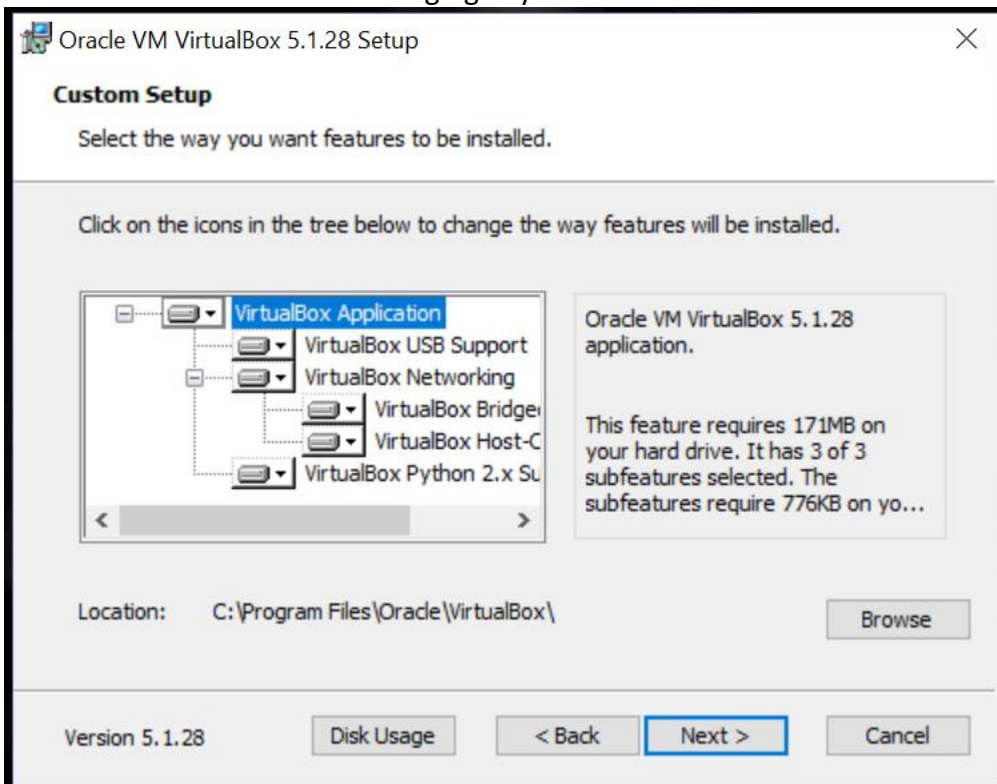 Oracle VM VirtualBox 5.1.28 Setup
Custom Setup
Select the way you want features to be installed.
Click on the icons in the tree below to change the way features will be installed.
VirtualBox Application
VirtualBox USB Support
VirtualBox Networking
VirtualBox Bridge
VirtualBox Host-C
VirtualBox Python 2.x Su
Oracle VM VirtualBox 5.1.28
application.
This feature requires 171MB on
your hard drive. It has 3 of 3
subfeatures selected. The
subfeatures require 776KB on yo...
Location: C:\Program Files\Oracle\VirtualBox\
Browse
Version 5.1.28
Disk Usage
< Back
Next >
Cancel